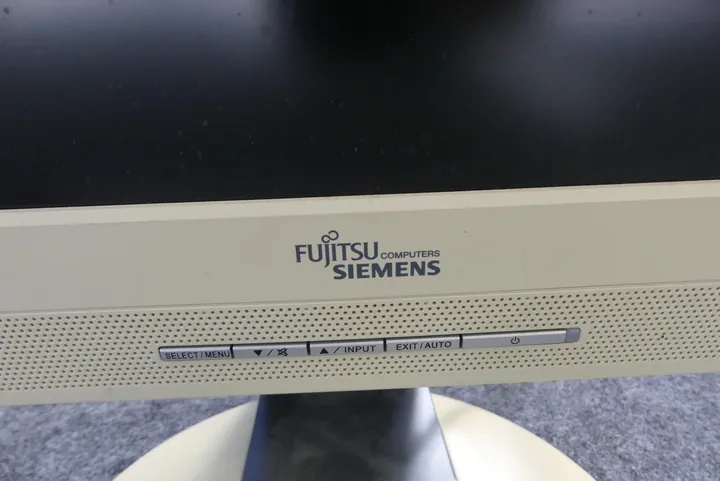 FUJITSU COMPUTERS
SIEMENS
SELECT/MENU ▼/ ▲/INPUT EXIT/AUTO